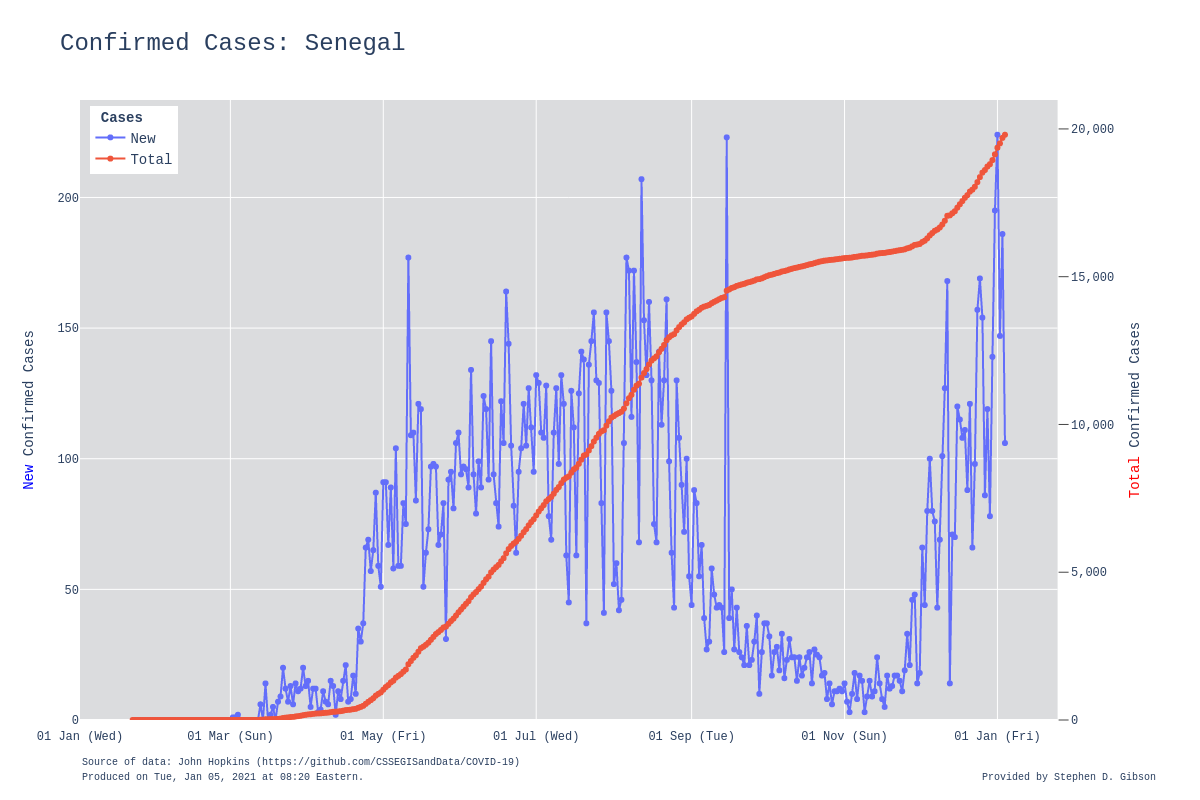 Confirmed Cases: Senegal
Cases
New
Total
200
150
100
50
0
20,000
15,000
10,000
5,000
0
New Confirmed Cases
Total Confirmed Cases
01 Jan (Wed)
01 Mar (Sun)
01 May (Fri)
01 Jul (Wed)
01 Sep (Tue)
01 Nov (Sun)
01 Jan (Fri)
Source of data: John Hopkins (https://github.com/CSSEGISandData/COVID-19)
Produced on Tue, Jan 05, 2021 at 08:20 Eastern.
Provided by Stephen D. Gibson